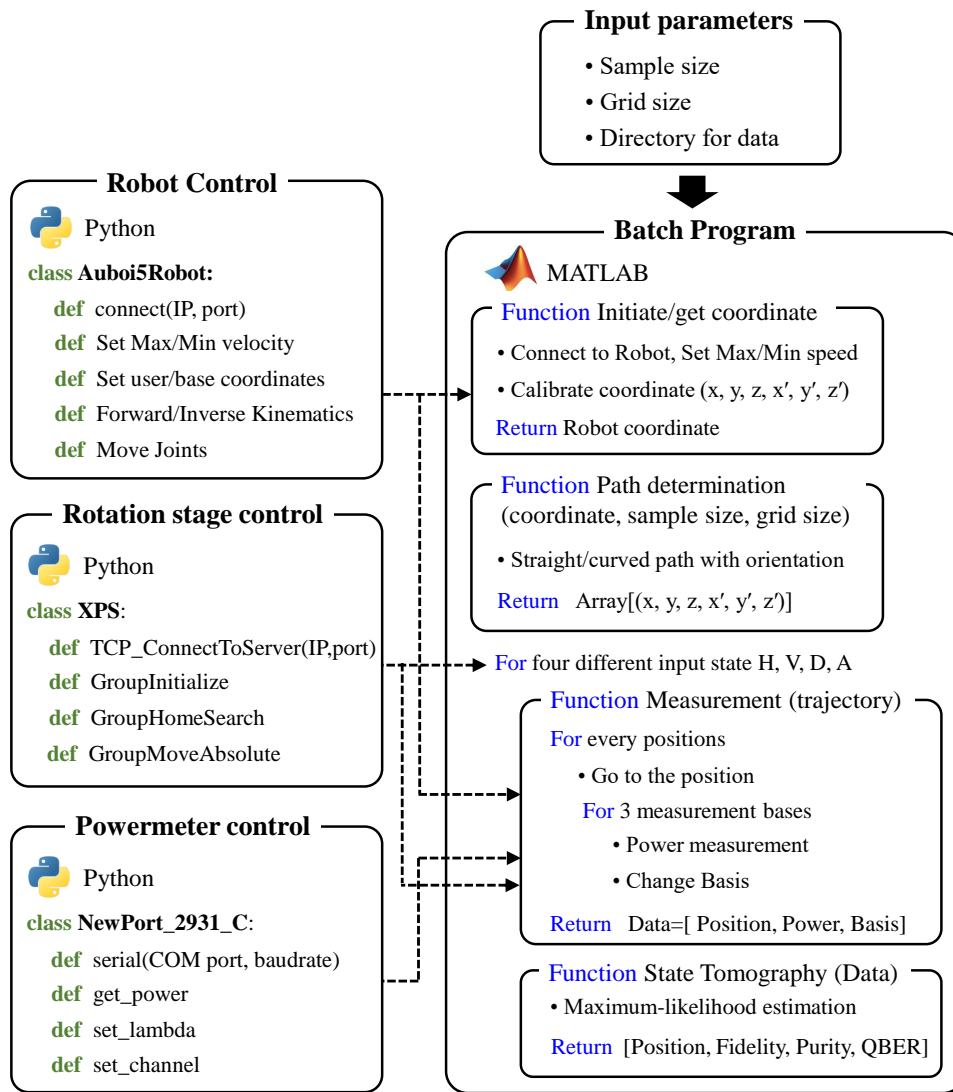 Input parameters
• Sample size
• Grid size
• Directory for data
Robot Control
Python
class Auboi5Robot:
def connect(IP, port)
def Set Max/Min velocity
def Set user/base coordinates
def Forward/Inverse Kinematics
def Move Joints
Rotation stage control
Python
class XPS:
def TCP_ConnectToServer(IP,port)
def GroupInitialize
def GroupHomeSearch
def GroupMoveAbsolute
Powermeter control
Python
class NewPort_2931_C:
def serial(COM port, baudrate)
def get_power
def set_lambda
def set_channel
Batch Program
MATLAB
Function Initiate/get coordinate
• Connect to Robot, Set Max/Min speed
• Calibrate coordinate (x, y, z, x′, y′, z′)
Return Robot coordinate
Function Path determination
(coordinate, sample size, grid size)
• Straight/curved path with orientation
Return Array[(x, y, z, x′, y′, z′)]
For four different input state H, V, D, A
Function Measurement (trajectory)
For every positions
• Go to the position
For 3 measurement bases
• Power measurement
• Change Basis
Return Data=[ Position, Power, Basis]
Function State Tomography (Data)
• Maximum-likelihood estimation
Return [Position, Fidelity, Purity, QBER]